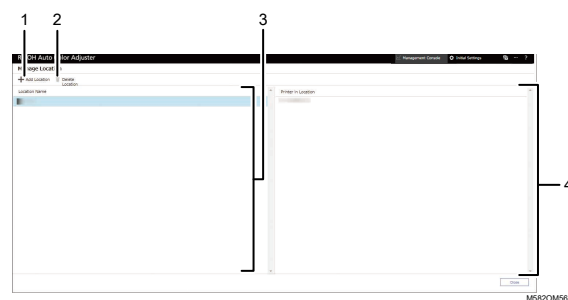 1 2 3
RICOH Auto Color Adjuster Management Console Initial Settings ?
Manage Locations
Add Location Delete
Location
Location Name Printer in Location
4
Close
M582OM56